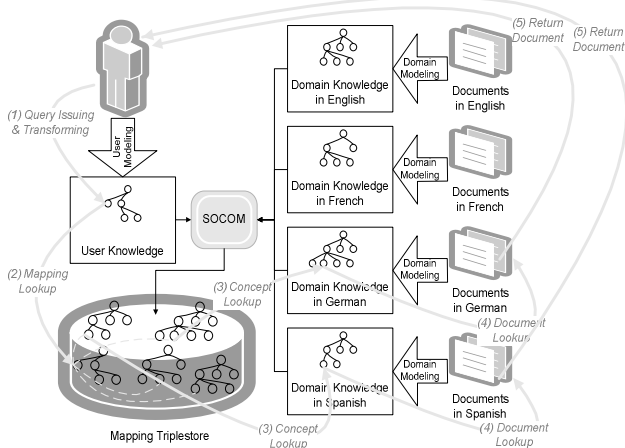 (5) Return
Document
(5) Return
Document
(1) Query Issuing
& Transforming
User
Modeling
Domain Knowledge
in English
Domain
Modeling
Documents
in English
Domain Knowledge
in French
Domain
Modeling
Documents
in French
User Knowledge
SOCOM
(2) Mapping
Lookup
(3) Concept
Lookup
Domain Knowledge
in German
Domain
Modeling
Documents
in German
(4) Document
Lookup
Domain Knowledge
in Spanish
Domain
Modeling
Documents
in Spanish
Mapping Triplestore
(3) Concept
Lookup
(4) Document
Lookup